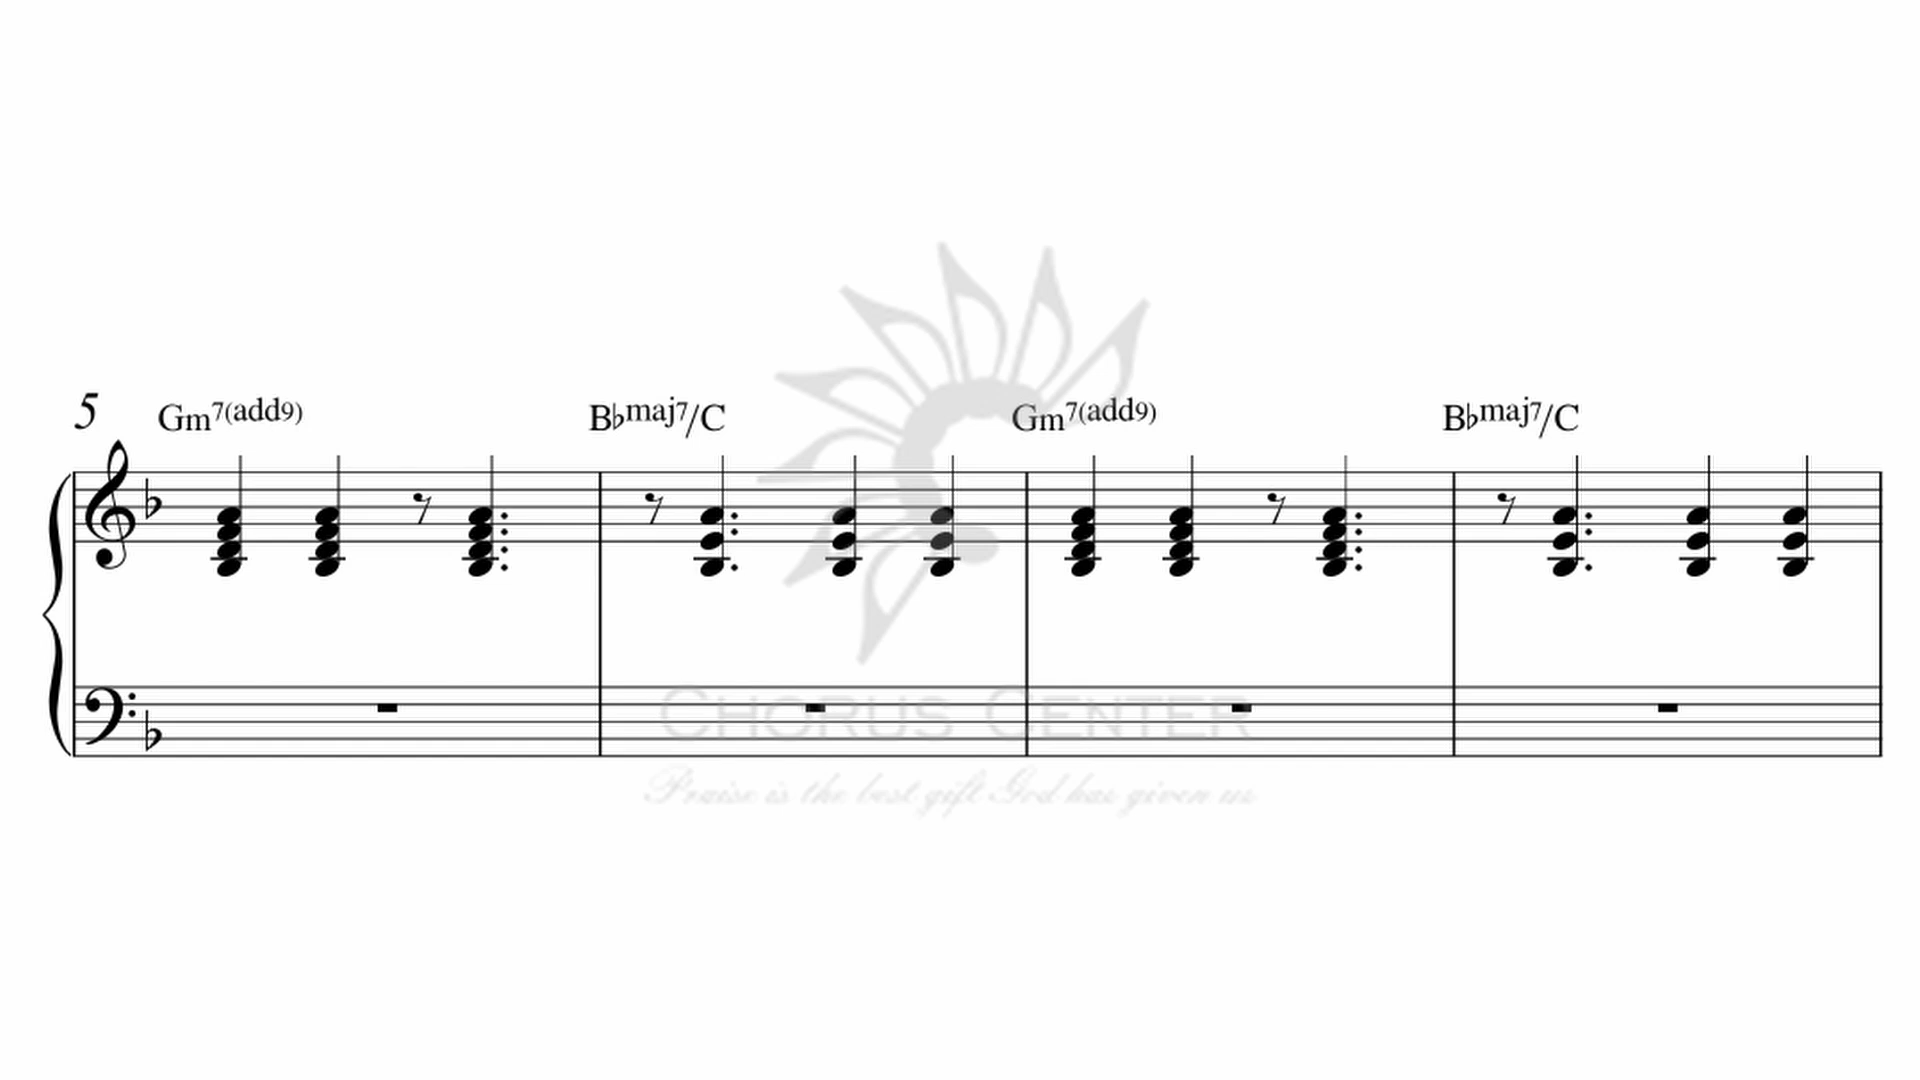 5 Gm7(add9) B♭maj7/C Gm7(add9) B♭maj7/C
CHORUS CENTER
Praise is the best gift God has given us